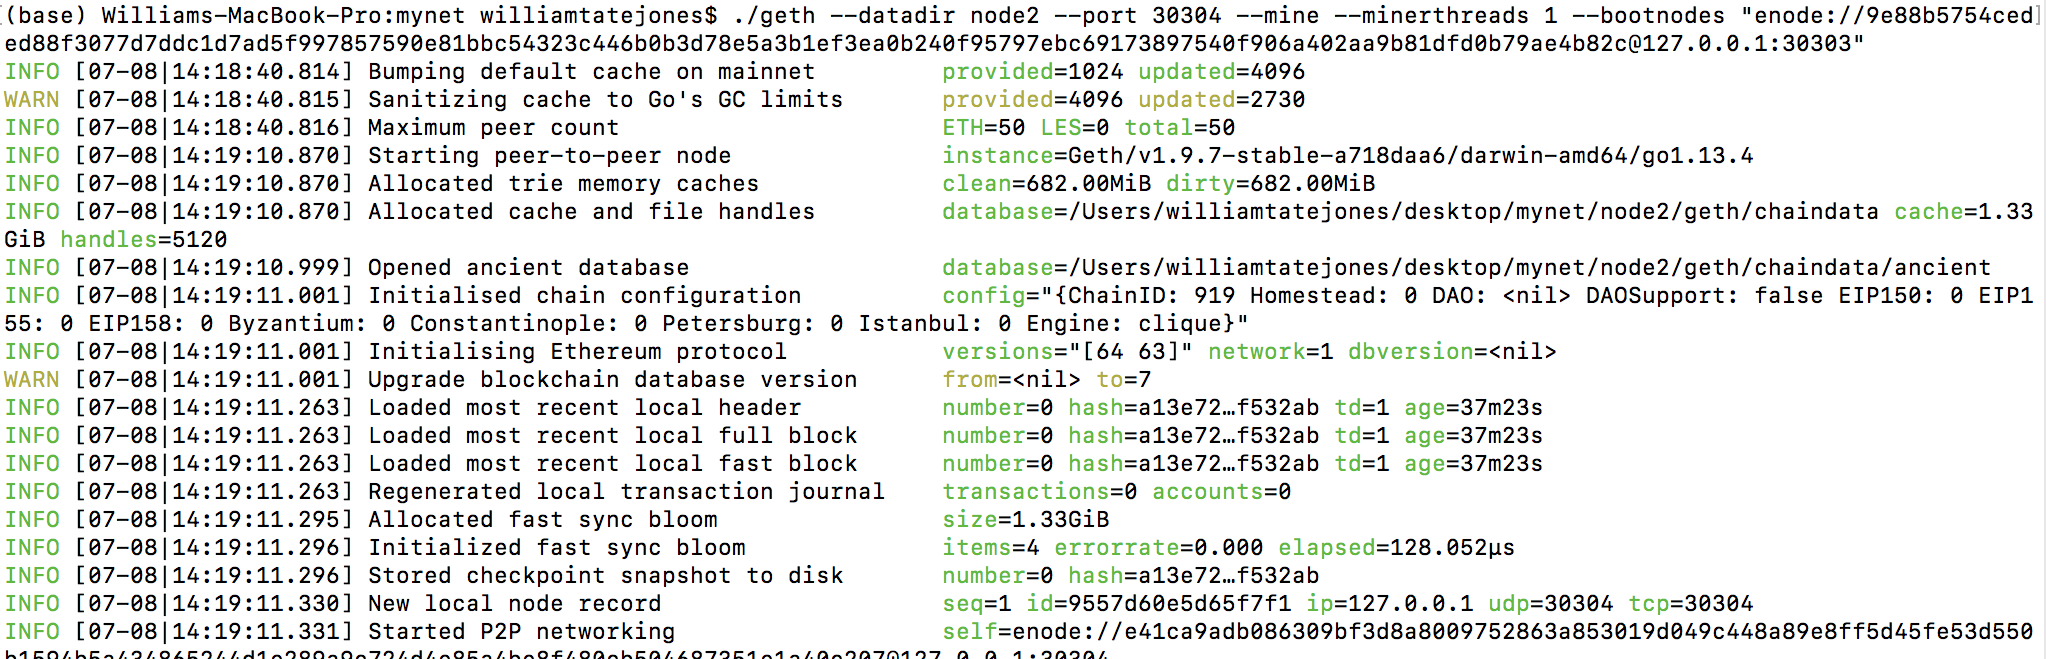 (base) Williams-MacBook-Pro:mynet williamtatejones$ ./geth --datadir node2 --port 30304 --mine --minerthreads 1 --bootnodes "enode://9e88b5754ced
ed88f3077d7ddc1d7ad5f997857590e81bbc54323c446b0b3d78e5a3b1ef3ea0b240f95797ebc69173897540f906a402aa9b81dfd0b79ae4b82c@127.0.0.1:30303"
INFO [07-08|14:18:40.814] Bumping default cache on mainnet provided=1024 updated=4096
WARN [07-08|14:18:40.815] Sanitizing cache to Go's GC limits provided=4096 updated=2730
INFO [07-08|14:18:40.816] Maximum peer count ETH=50 LES=0 total=50
INFO [07-08|14:19:10.870] Starting peer-to-peer node instance=Geth/v1.9.7-stable-a718daa6/darwin-amd64/go1.13.4
INFO [07-08|14:19:10.870] Allocated trie memory caches clean=682.00MiB dirty=682.00MiB
INFO [07-08|14:19:10.870] Allocated cache and file handles database=/Users/williamtatejones/desktop/mynet/node2/geth/chaindata cache=1.33
GiB handles=5120
INFO [07-08|14:19:10.999] Opened ancient database database=/Users/williamtatejones/desktop/mynet/node2/geth/chaindata/ancient
INFO [07-08|14:19:11.001] Initialised chain configuration config="{ChainID: 919 Homestead: 0 DAO: <nil> DAOSupport: false EIP150: 0 EIP1
55: 0 EIP158: 0 Byzantium: 0 Constantinople: 0 Petersburg: 0 Istanbul: 0 Engine: clique}"
INFO [07-08|14:19:11.001] Initialising Ethereum protocol versions="[64 63]" network=1 dbversion=<nil>
WARN [07-08|14:19:11.001] Upgrade blockchain database version from=<nil> to=7
INFO [07-08|14:19:11.263] Loaded most recent local header number=0 hash=a13e72…f532ab td=1 age=37m23s
INFO [07-08|14:19:11.263] Loaded most recent local full block number=0 hash=a13e72…f532ab td=1 age=37m23s
INFO [07-08|14:19:11.263] Loaded most recent local fast block number=0 hash=a13e72…f532ab td=1 age=37m23s
INFO [07-08|14:19:11.263] Regenerated local transaction journal transactions=0 accounts=0
INFO [07-08|14:19:11.295] Allocated fast sync bloom size=1.33GiB
INFO [07-08|14:19:11.296] Initialized fast sync bloom items=4 errorrate=0.000 elapsed=128.052µs
INFO [07-08|14:19:11.296] Stored checkpoint snapshot to disk number=0 hash=a13e72…f532ab
INFO [07-08|14:19:11.330] New local node record seq=1 id=9557d60e5d65f7f1 ip=127.0.0.1 udp=30304 tcp=30304
INFO [07-08|14:19:11.331] Started P2P networking self=enode://e41ca9adb086309bf3d8a8009752863a853019d049c448a89e8ff5d45fe53d550